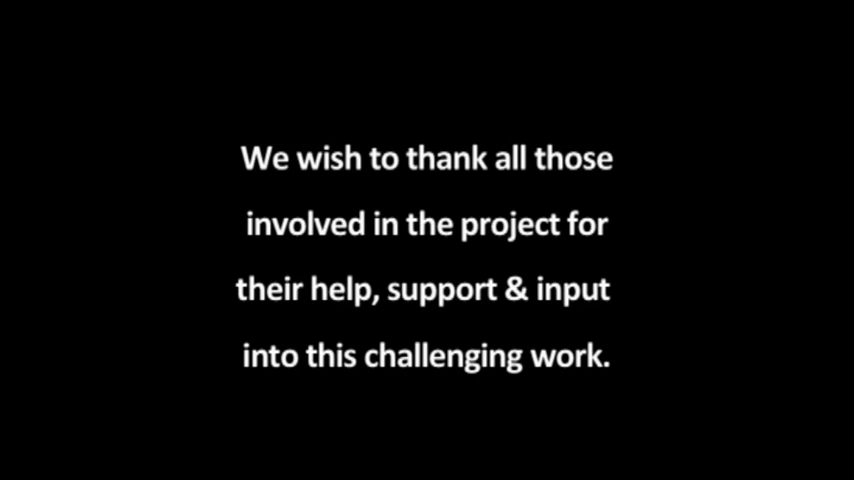 We wish to thank all those
involved in the project for
their help, support & input
into this challenging work.